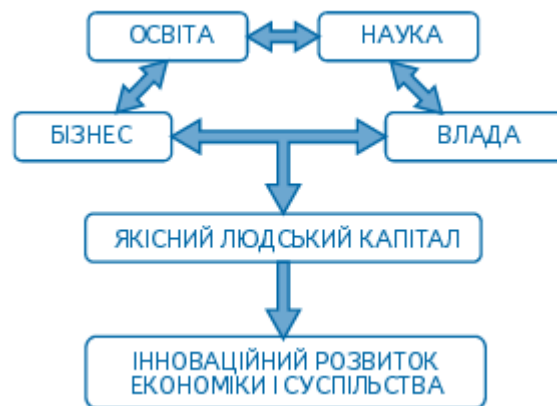 ОСВІТА
НАУКА
БІЗНЕС
ВЛАДА
ЯКІСНИЙ ЛЮДСЬКИЙ КАПІТАЛ
ІННОВАЦІЙНИЙ РОЗВИТОК
ЕКОНОМІКИ І СУСПІЛЬСТВА